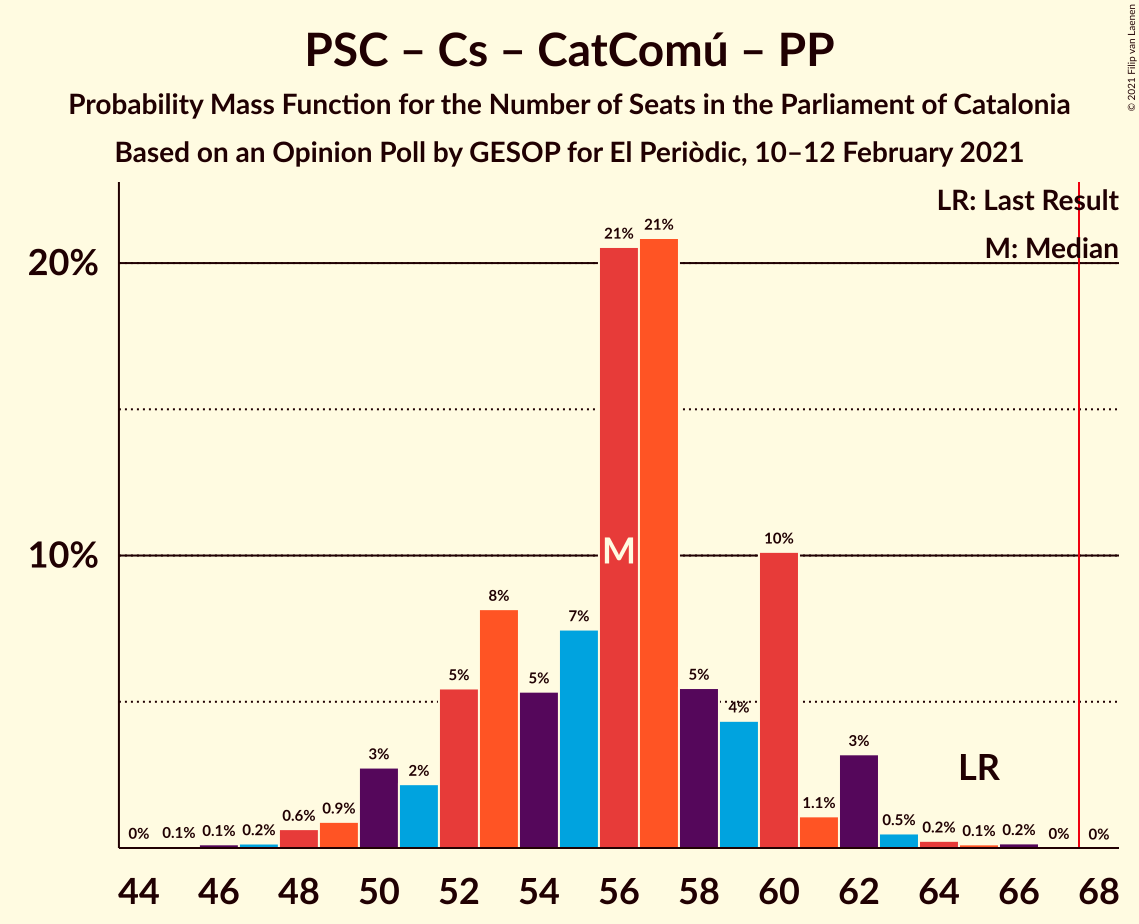 © 2021 Filip van Laenen
PSC – Cs – CatComú – PP
Probability Mass Function for the Number of Seats in the Parliament of Catalonia
Based on an Opinion Poll by GESOP for El Periòdic, 10–12 February 2021
LR: Last Result
M: Median
20%
10%
0% 0.1% 0.1% 0.2% 0.6% 0.9% 3% 2% 5% 8% 5% 7% 21% 21% 5% 4% 10% 1.1% 3% 0.5% 0.2% 0.1% 0.2% 0% 0%
M
LR
44 46 48 50 52 54 56 58 60 62 64 66 68